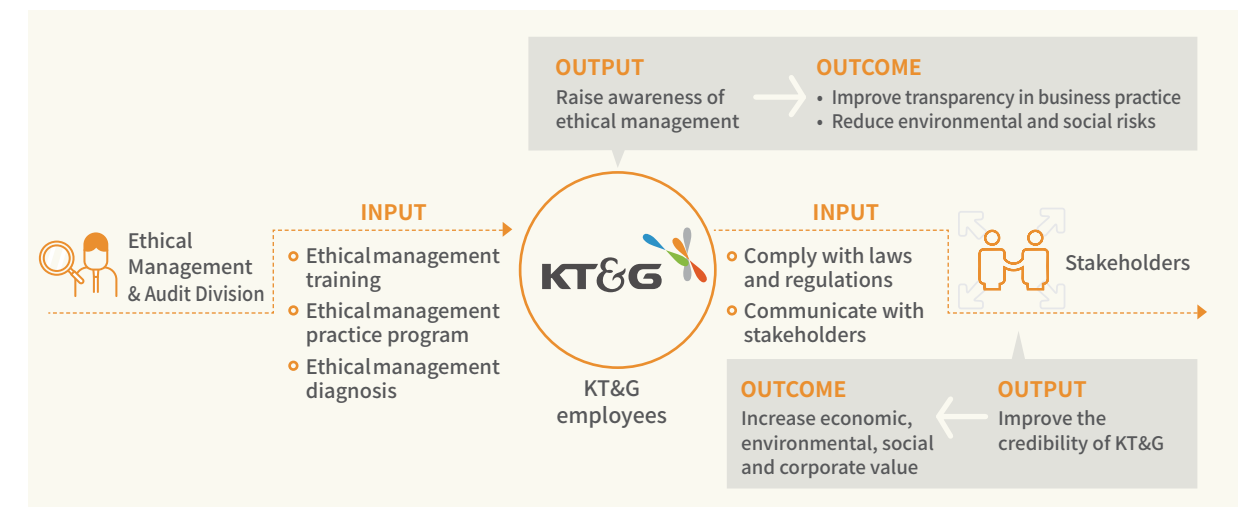 OUTPUT
Raise awareness of
ethical management
OUTCOME
• Improve transparency in business practice
• Reduce environmental and social risks
Ethical
Management
& Audit Division
INPUT
Ethical management
training
Ethical management
practice program
Ethical management
diagnosis
KT&G
KT&G
employees
INPUT
Comply with laws
and regulations
Communicate with
stakeholders
Stakeholders
OUTCOME
Increase economic,
environmental, social
and corporate value
OUTPUT
Improve the
credibility of KT&G